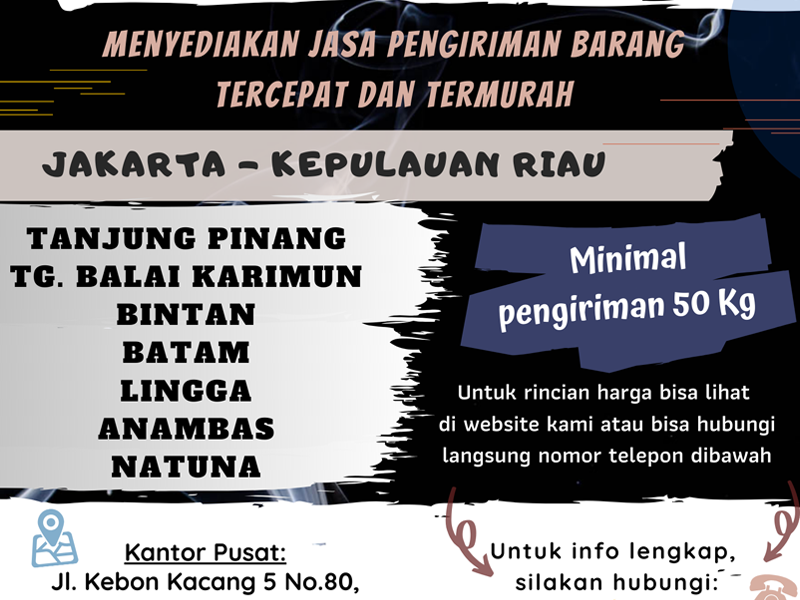 MENYEDIAKAN JASA PENGIRIMAN BARANG
TERCEPAT DAN TERMURAH
JAKARTA - KEPULAUAN RIAU
TANJUNG PINANG
TG. BALAI KARIMUN
BINTAN
BATAM
LINGGA
ANAMBAS
NATUNA
Minimal
pengiriman 50 Kg
Untuk rincian harga bisa lihat
di website kami atau bisa hubungi
langsung nomor telepon dibawah
Kantor Pusat:
Jl. Kebon Kacang 5 No.80,
Untuk info lengkap,
silakan hubungi: